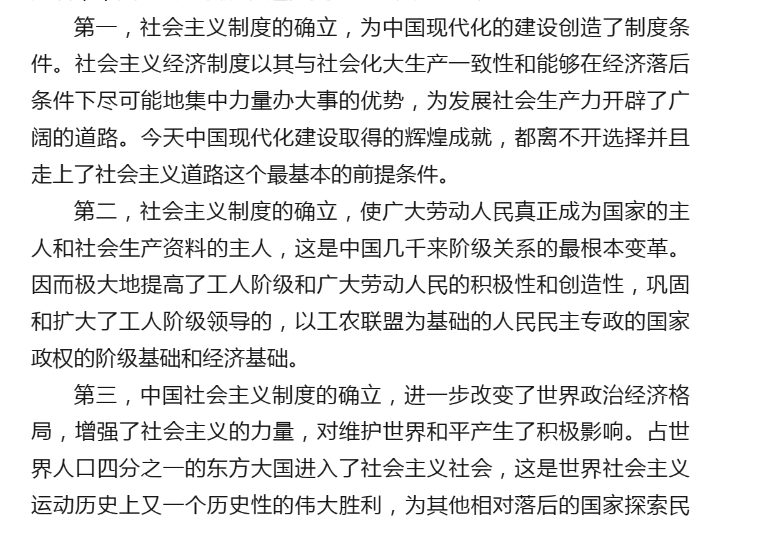 第一，社会主义制度的确立，为中国现代化的建设创造了制度条
件。社会主义经济制度以其与社会化大生产一致性和能够在经济落后
条件下尽可能地集中力量办大事的优势，为发展社会生产力开辟了广
阔的道路。今天中国现代化建设取得的辉煌成就，都离不开选择并且
走上了社会主义道路这个最基本的前提条件。
第二，社会主义制度的确立，使广大劳动人民真正成为国家的主
人和社会生产资料的主人，这是中国几千来阶级关系的最根本变革。
因而极大地提高了工人阶级和广大劳动人民的积极性和创造性，巩固
和扩大了工人阶级领导的，以工农联盟为基础的人民民主专政的国家
政权的阶级基础和经济基础。
第三，中国社会主义制度的确立，进一步改变了世界政治经济格
局，增强了社会主义的力量，对维护世界和平产生了积极影响。占世
界人口四分之一的东方大国进入了社会主义社会，这是世界社会主义
运动历史上又一个历史性的伟大胜利，为其他相对落后的国家探索民